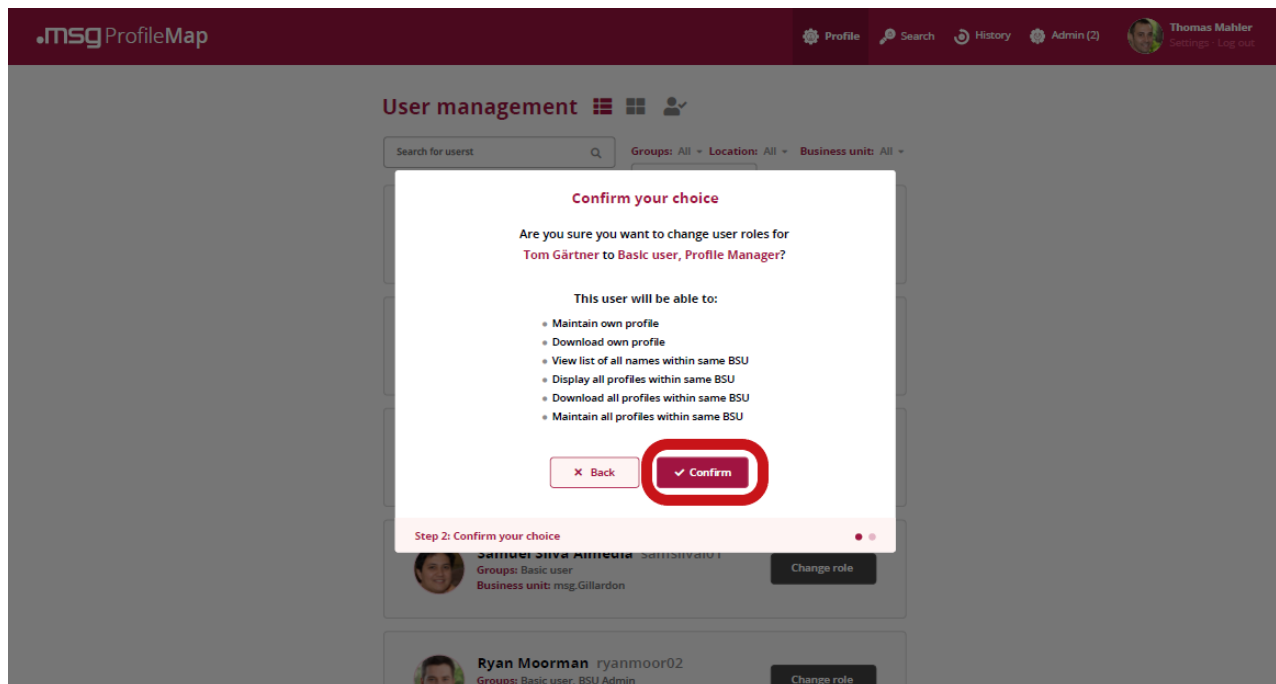 .msg ProfileMap
Profile
Search
History
Admin (2)
Thomas Mahler
Settings · Log out
User management
Search for userst
Groups: All
Location: All
Business unit: All
Confirm your choice
Are you sure you want to change user roles for
Tom Gärtner to Basic user, Profile Manager?
This user will be able to:
Maintain own profile
Download own profile
View list of all names within same BSU
Display all profiles within same BSU
Download all profiles within same BSU
Maintain all profiles within same BSU
× Back
✓ Confirm
Step 2: Confirm your choice
Samuel Silva Almedia samsilval01
Groups: Basic user
Business unit: msg.Gillardon
Change role
Ryan Moorman ryanmoor02
Groups: Basic user, BSU Admin
Change role